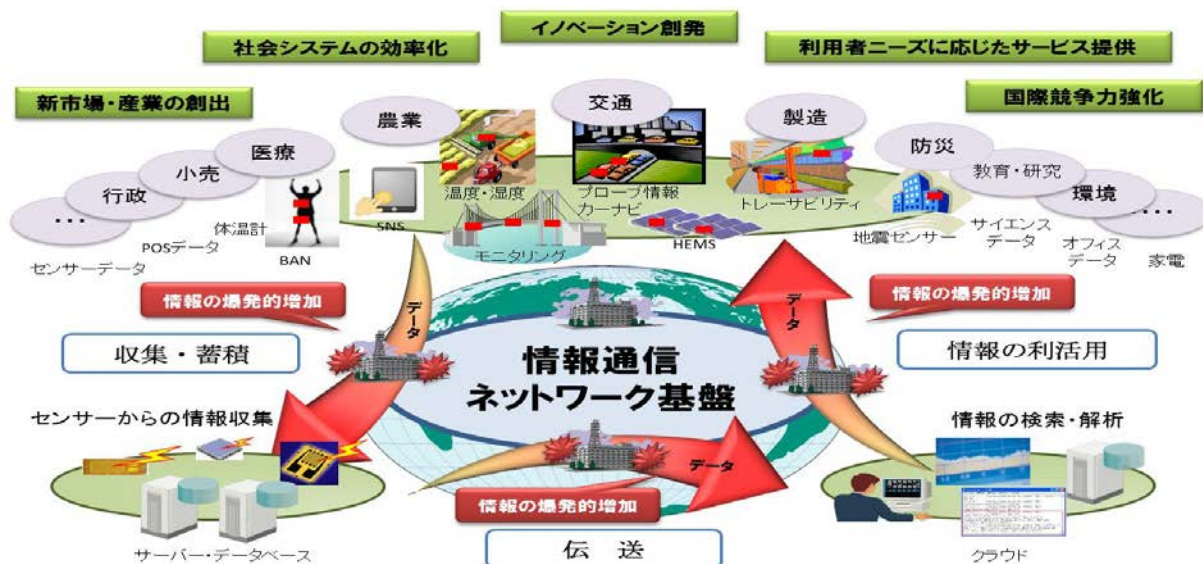 イノベーション創発
社会システムの効率化
利用者ニーズに応じたサービス提供
新市場・産業の創出
国際競争力強化
交通
農業
製造
医療
防災
小売
教育・研究
行政
環境
・・・
・・・・
温度・湿度
プローブ情報
カーナビ
トレーサビリティ
SNS
体温計
BAN
POSデータ
センサーデータ
モニタリング
HEMS
地震センサー
サイエンス
データ
オフィス
データ
家電
情報の爆発的増加
データ
データ
情報の爆発的増加
収集・蓄積
情報通信
ネットワーク基盤
情報の利活用
センサーからの情報収集
情報の検索・解析
データ
情報の爆発的増加
サーバー・データベース
伝 送
クラウド